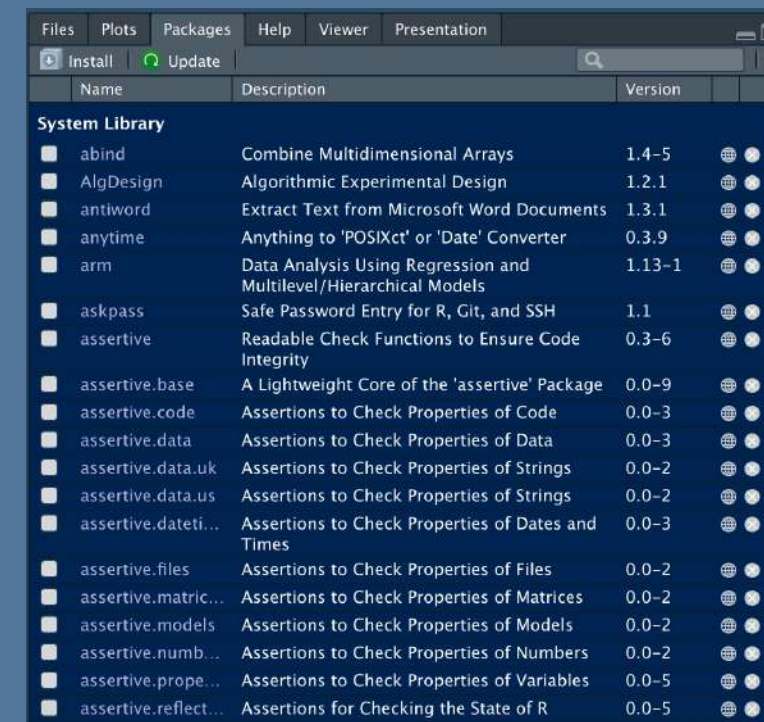 Files Plots Packages Help Viewer Presentation
Install Update
Name Description Version
System Library
abind Combine Multidimensional Arrays 1.4-5
AlgDesign Algorithmic Experimental Design 1.2.1
antiword Extract Text from Microsoft Word Documents 1.3.1
anytime Anything to 'POSIXct' or 'Date' Converter 0.3.9
arm Data Analysis Using Regression and 1.13-1
Multilevel/Hierarchical Models
askpass Safe Password Entry for R, Git, and SSH 1.1
assertive Readable Check Functions to Ensure Code 0.3-6
Integrity
assertive.base A Lightweight Core of the 'assertive' Package 0.0-9
assertive.code Assertions to Check Properties of Code 0.0-3
assertive.data Assertions to Check Properties of Data 0.0-3
assertive.data.uk Assertions to Check Properties of Strings 0.0-2
assertive.data.us Assertions to Check Properties of Strings 0.0-2
assertive.dateti... Assertions to Check Properties of Dates and 0.0-3
Times
assertive.files Assertions to Check Properties of Files 0.0-2
assertive.matric... Assertions to Check Properties of Matrices 0.0-2
assertive.models Assertions to Check Properties of Models 0.0-2
assertive.numb... Assertions to Check Properties of Numbers 0.0-2
assertive.prope... Assertions to Check Properties of Variables 0.0-5
assertive.reflect... Assertions for Checking the State of R 0.0-5